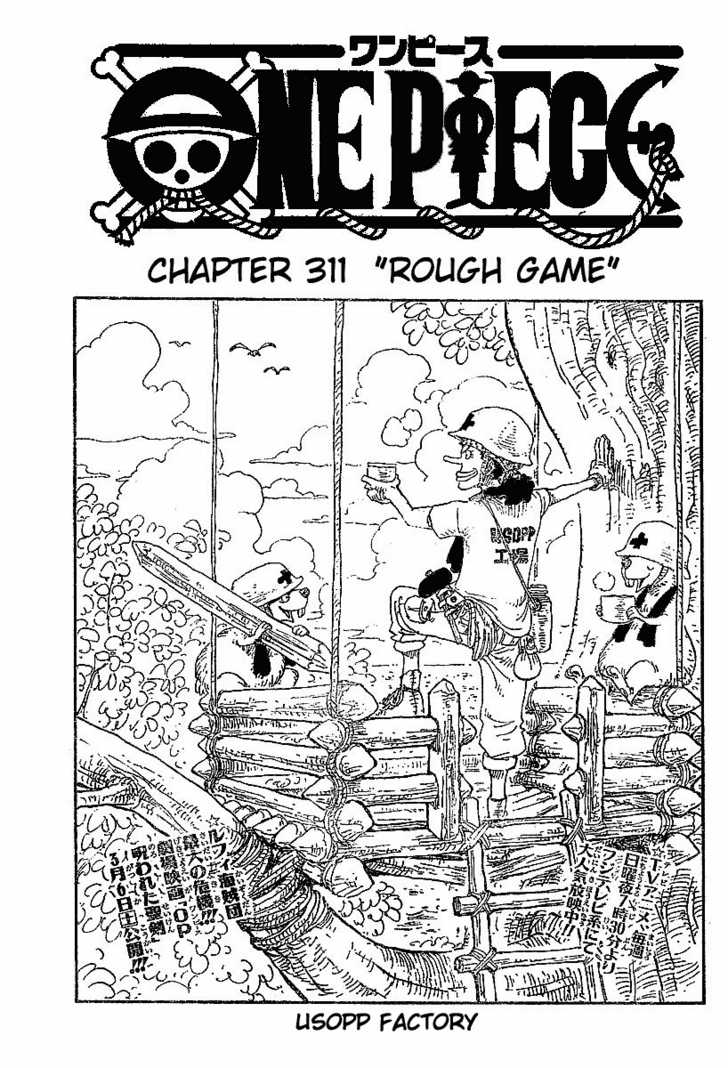 ワンピース
ONE PIECE
CHAPTER 311 "ROUGH GAME"
USOPP
工場
TVアニメ、毎週
日曜夜7時30分より
フジテレビ系にて
大人気放映中!!
ルフィ海賊団
最大の危機!!!
劇場映画「OP
呪われた聖剣」
3月6日(土)公開!!!
USOPP FACTORY